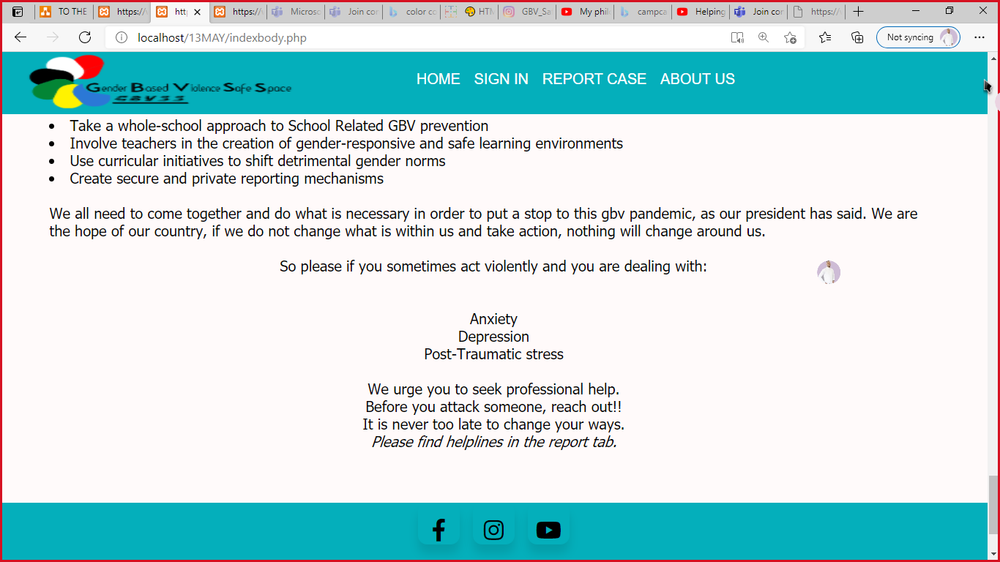 TO THE
https://
htt
https://
Microsc
Join cor
color cc
HTM
GBV_Sa
My phil
campca
Helping
Join cor
https://
localhost/13MAY/indexbody.php
Not syncing
Gender Based Violence Safe Space
GBVSS
HOME SIGN IN REPORT CASE ABOUT US
• Take a whole-school approach to School Related GBV prevention
• Involve teachers in the creation of gender-responsive and safe learning environments
• Use curricular initiatives to shift detrimental gender norms
• Create secure and private reporting mechanisms
We all need to come together and do what is necessary in order to put a stop to this gbv pandemic, as our president has said. We are
the hope of our country, if we do not change what is within us and take action, nothing will change around us.
So please if you sometimes act violently and you are dealing with:
Anxiety
Depression
Post-Traumatic stress
We urge you to seek professional help.
Before you attack someone, reach out!!
It is never too late to change your ways.
Please find helplines in the report tab.